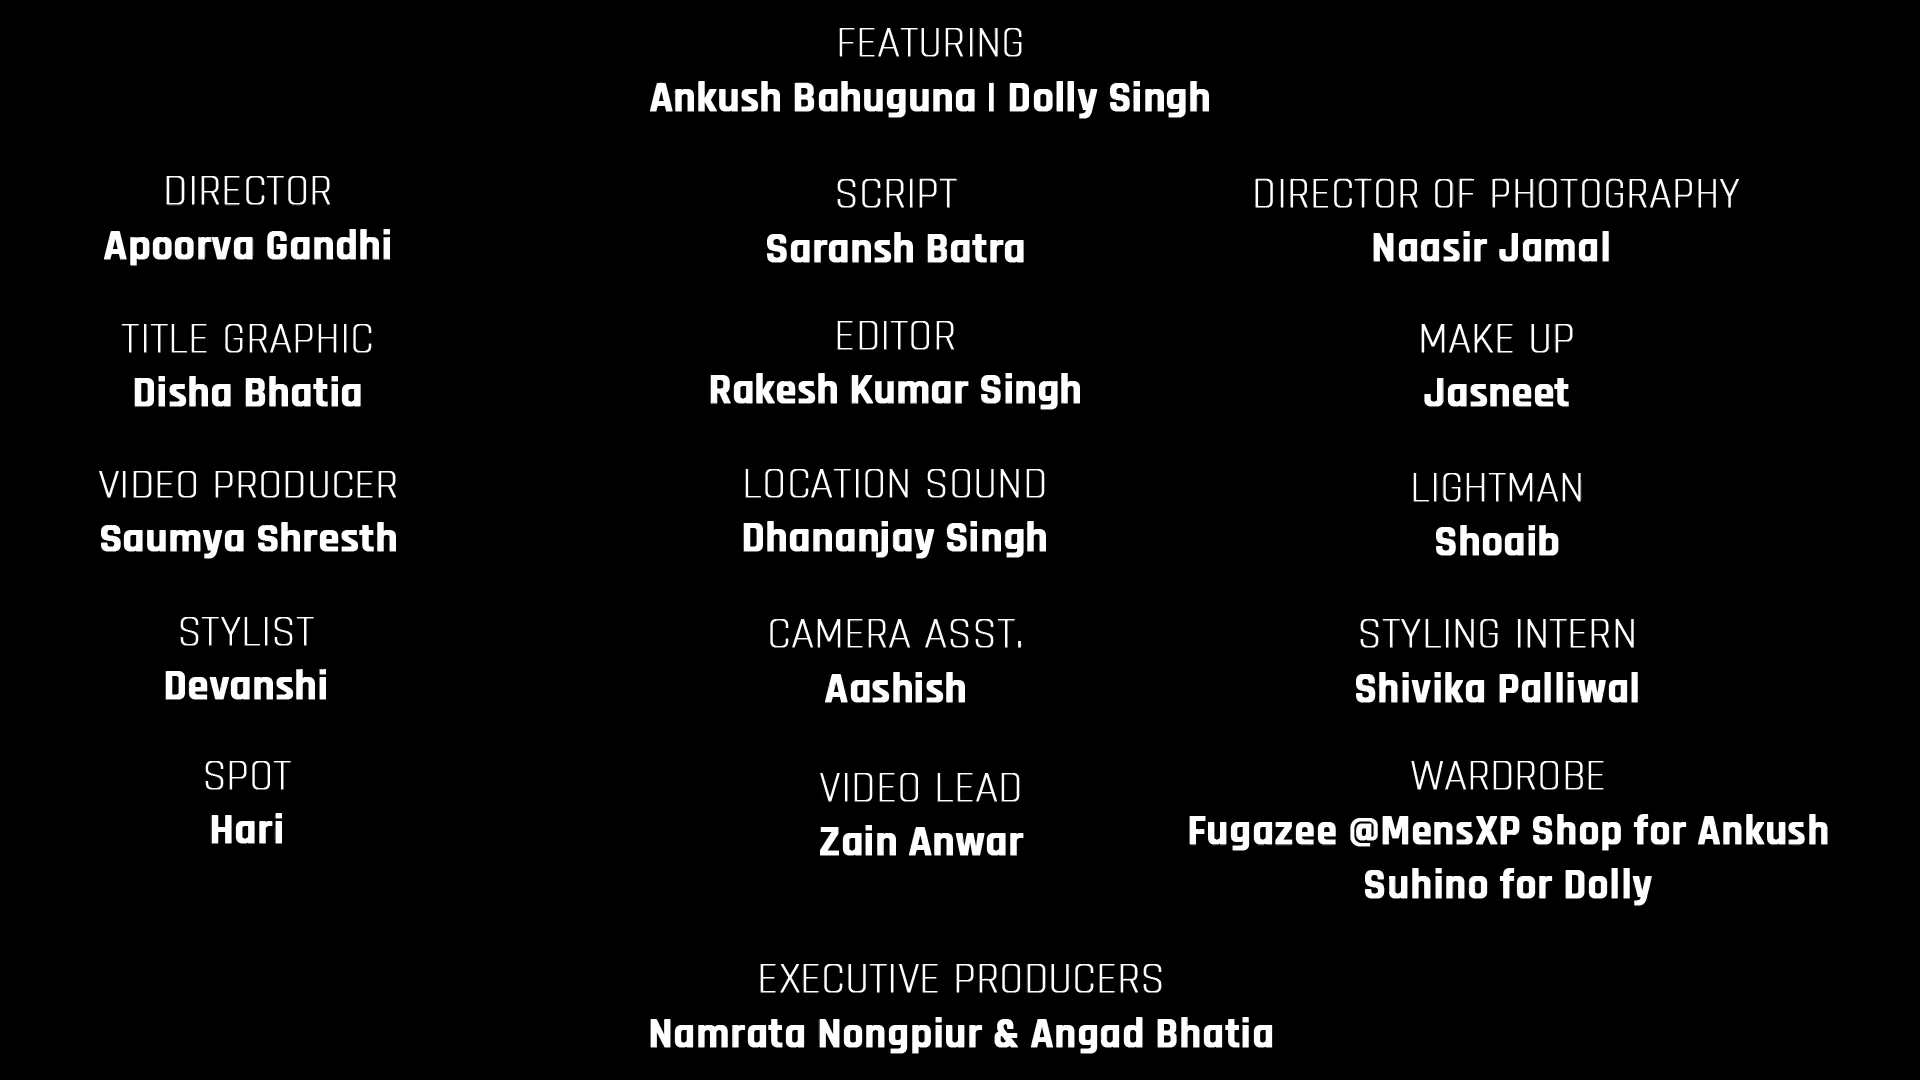 FEATURING
Ankush Bahuguna | Dolly Singh
DIRECTOR
Apoorva Gandhi
SCRIPT
Saransh Batra
DIRECTOR OF PHOTOGRAPHY
Naasir Jamal
TITLE GRAPHIC
Disha Bhatia
EDITOR
Rakesh Kumar Singh
MAKE UP
Jasneet
VIDEO PRODUCER
Saumya Shresth
LOCATION SOUND
Dhananjay Singh
LIGHTMAN
Shoaib
STYLIST
Devanshi
CAMERA ASST.
Aashish
STYLING INTERN
Shivika Palliwal
SPOT
Hari
VIDEO LEAD
Zain Anwar
WARDROBE
Fugazee @MensXP Shop for Ankush
Suhino for Dolly
EXECUTIVE PRODUCERS
Namrata Nongpiur & Angad Bhatia